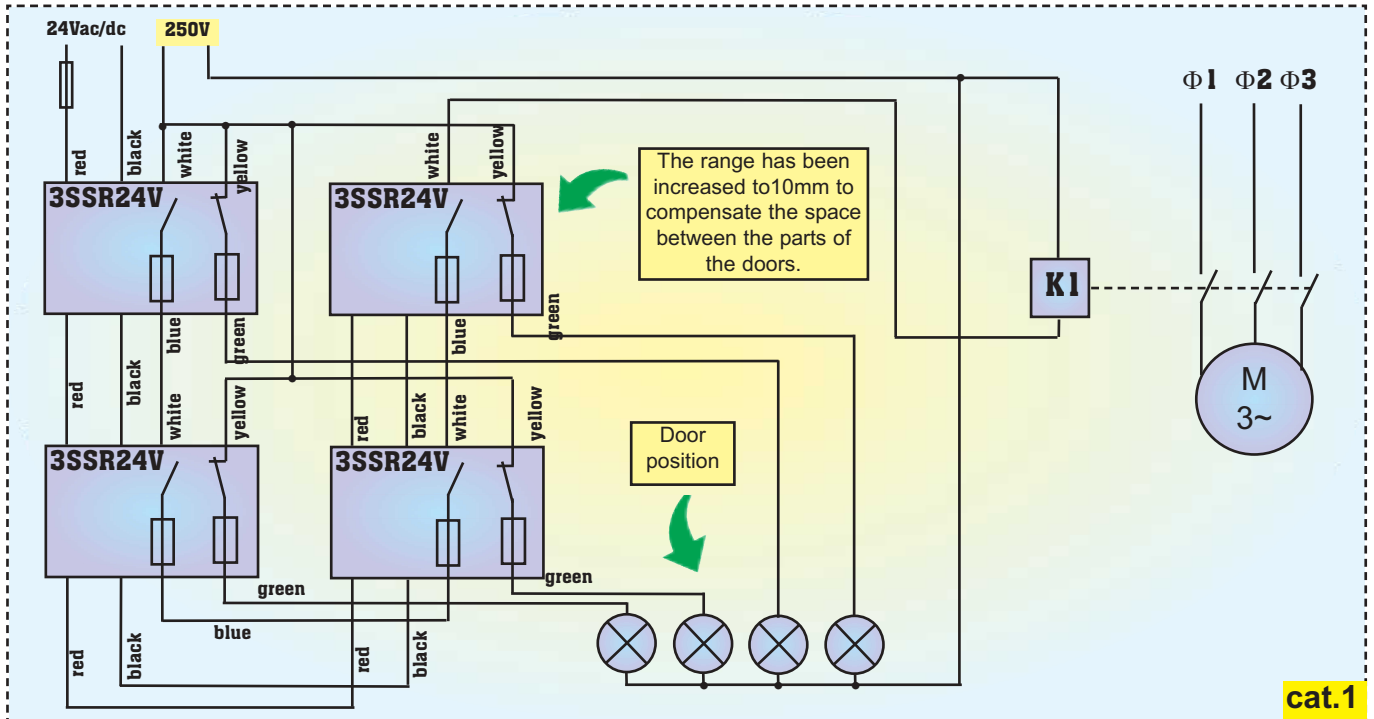 24Vac/dc 250V
Φ1 Φ2 Φ3
red black white yellow white yellow
3SSR24V 3SSR24V
The range has been
increased to10mm to
compensate the space
between the parts of
the doors.
K1
blue green blue green
M
3~
red black white yellow red black white yellow
3SSR24V 3SSR24V
Door
position
green green
blue
red black red black
cat.1